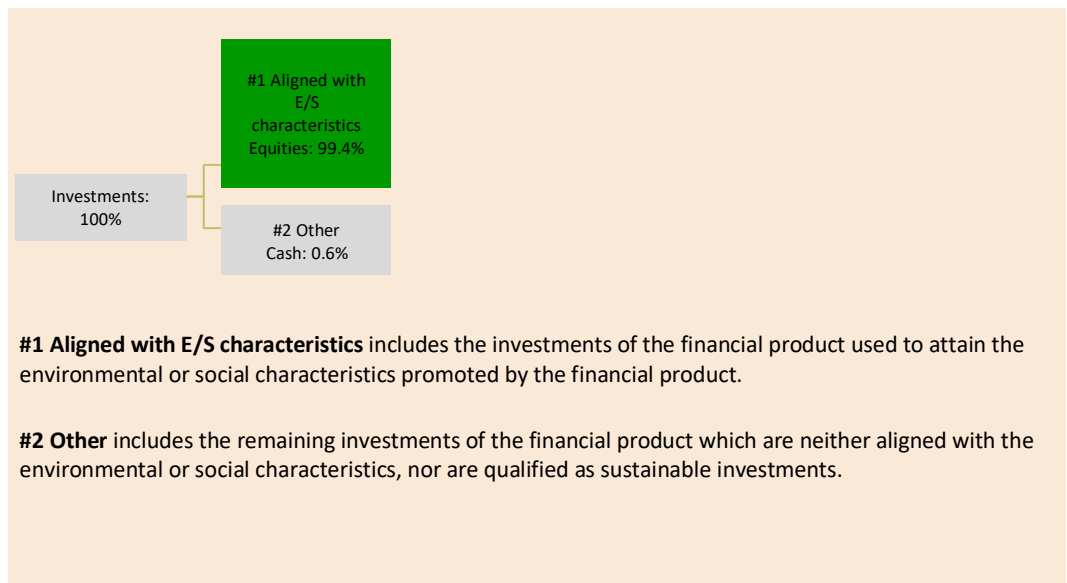 #1 Aligned with
E/S
characteristics
Equities: 99.4%
Investments:
100%
#2 Other
Cash: 0.6%
#1 Aligned with E/S characteristics includes the investments of the financial product used to attain the
environmental or social characteristics promoted by the financial product.
#2 Other includes the remaining investments of the financial product which are neither aligned with the
environmental or social characteristics, nor are qualified as sustainable investments.